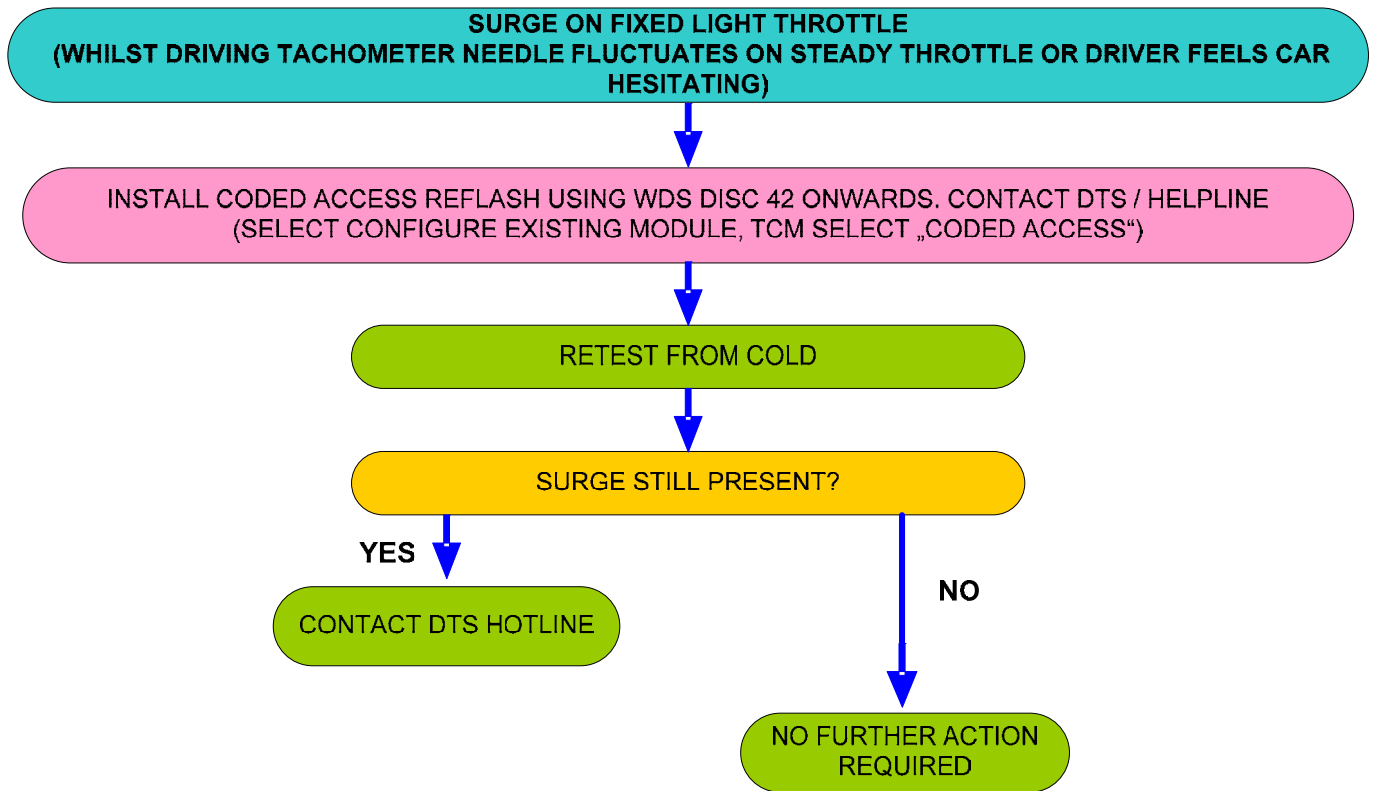 SURGE ON FIXED LIGHT THROTTLE
(WHILST DRIVING TACHOMETER NEEDLE FLUCTUATES ON STEADY THROTTLE OR DRIVER FEELS CAR
HESITATING)
INSTALL CODED ACCESS REFLASH USING WDS DISC 42 ONWARDS. CONTACT DTS / HELPLINE
(SELECT CONFIGURE EXISTING MODULE, TCM SELECT „CODED ACCESS“)
RETEST FROM COLD
SURGE STILL PRESENT?
YES
NO
CONTACT DTS HOTLINE
NO FURTHER ACTION
REQUIRED